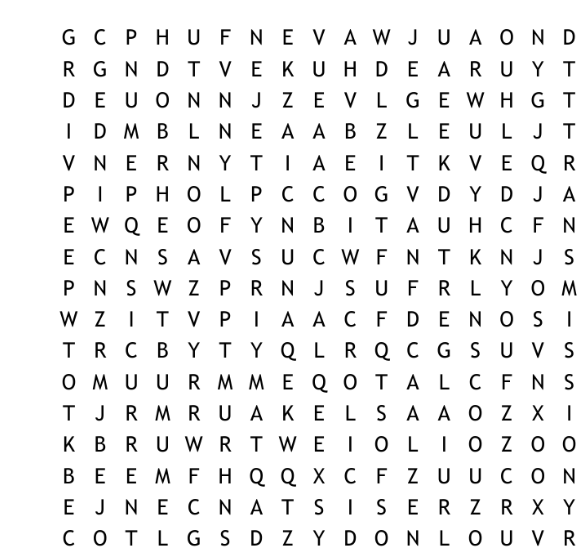 G C P H U F N E V A W J U A O N D
R G N D T V E K U H D E A R U Y T
D E U O N N J Z E V L G E W H G T
I D M B L N E A A B Z L E U L J T
V N E R N Y T I A E I T K V E Q R
P I P H O L P C C O G V D Y D J A
E W Q E O F Y N B I T A U H C F N
E C N S A V S U C W F N T K N J S
P N S W Z P R N J S U F R L Y O M
W Z I T V P I A A C F D E N O S I
T R C B Y T Y Q L R Q C G S U V S
O M U U R M M E Q O T A L C F N S
T J R M R U A K E L S A A O Z X I
K B R U W R T W E I O L I O Z O O
B E E M F H Q Q X C F Z U U C O N
E J N E C N A T S I S E R Z R X Y
C O T L G S D Z Y D O N L O U V R